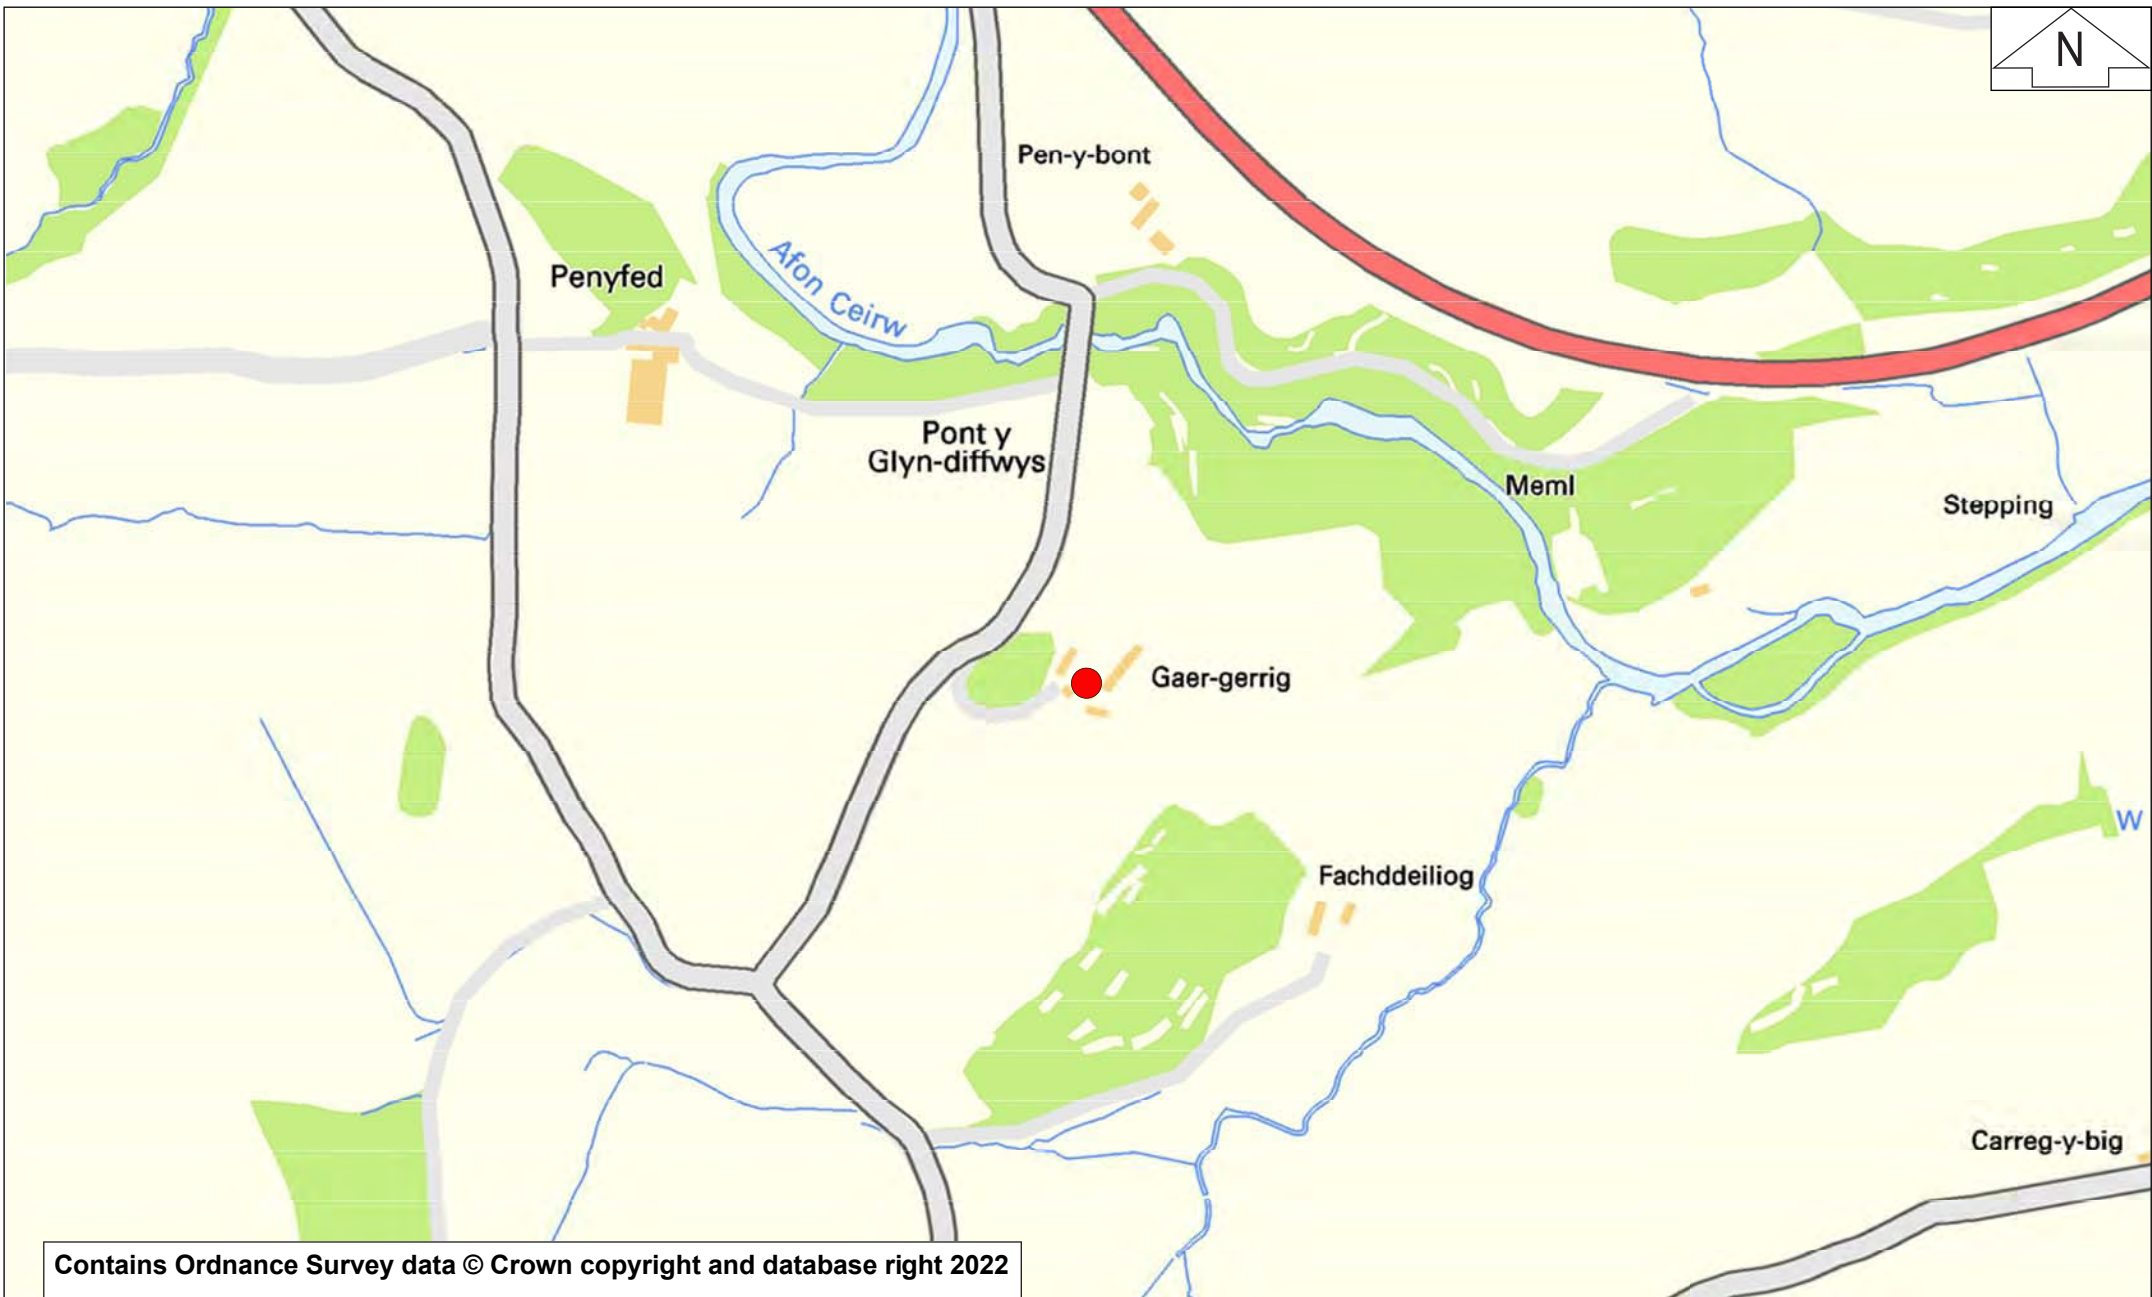 N
Pen-y-bont
Penyfed
Afon Ceirw
Pont y
Glyn-diffwys
Meml
Stepping
Gaer-gerrig
W
Fachddeiliog
Carreg-y-big
Contains Ordnance Survey data © Crown copyright and database right 2022